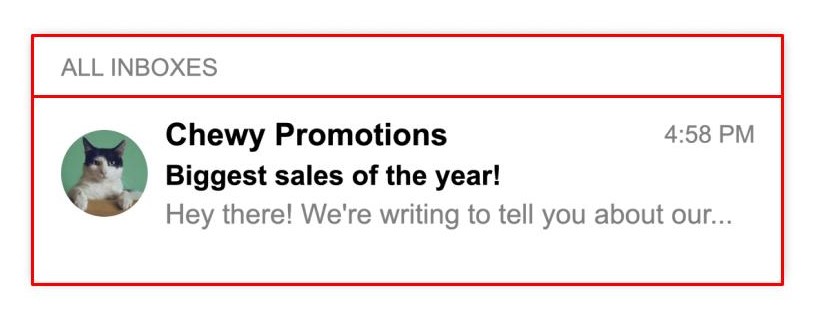 ALL INBOXES
Chewy Promotions 4:58 PM
Biggest sales of the year!
Hey there! We're writing to tell you about our...